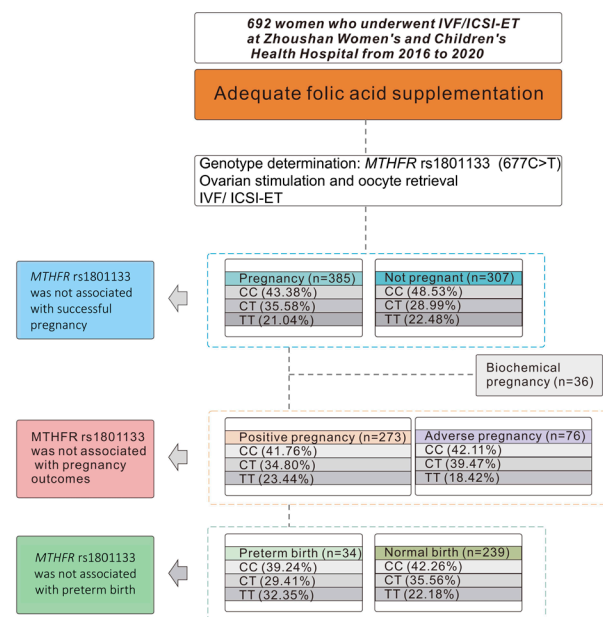 692 women who underwent IVF/ICSI-ET
at Zhoushan Women's and Children's
Health Hospital from 2016 to 2020
Adequate folic acid supplementation
Genotype determination: MTHFR rs1801133 (677C>T)
Ovarian stimulation and oocyte retrieval
IVF/ ICSI-ET
MTHFR rs1801133
was not associated
with successful
pregnancy
Pregnancy (n=385)
CC (43.38%)
CT (35.58%)
TT (21.04%)
Not pregnant (n=307)
CC (48.53%)
CT (28.99%)
TT (22.48%)
Biochemical
pregnancy (n=36)
MTHFR rs1801133
was not associated
with pregnancy
outcomes
Positive pregnancy (n=273)
CC (41.76%)
CT (34.80%)
TT (23.44%)
Adverse pregnancy (n=76)
CC (42.11%)
CT (39.47%)
TT (18.42%)
MTHFR rs1801133
was not associated
with preterm birth
Preterm birth (n=34)
CC (39.24%)
CT (29.41%)
TT (32.35%)
Normal birth (n=239)
CC (42.26%)
CT (35.56%)
TT (22.18%)